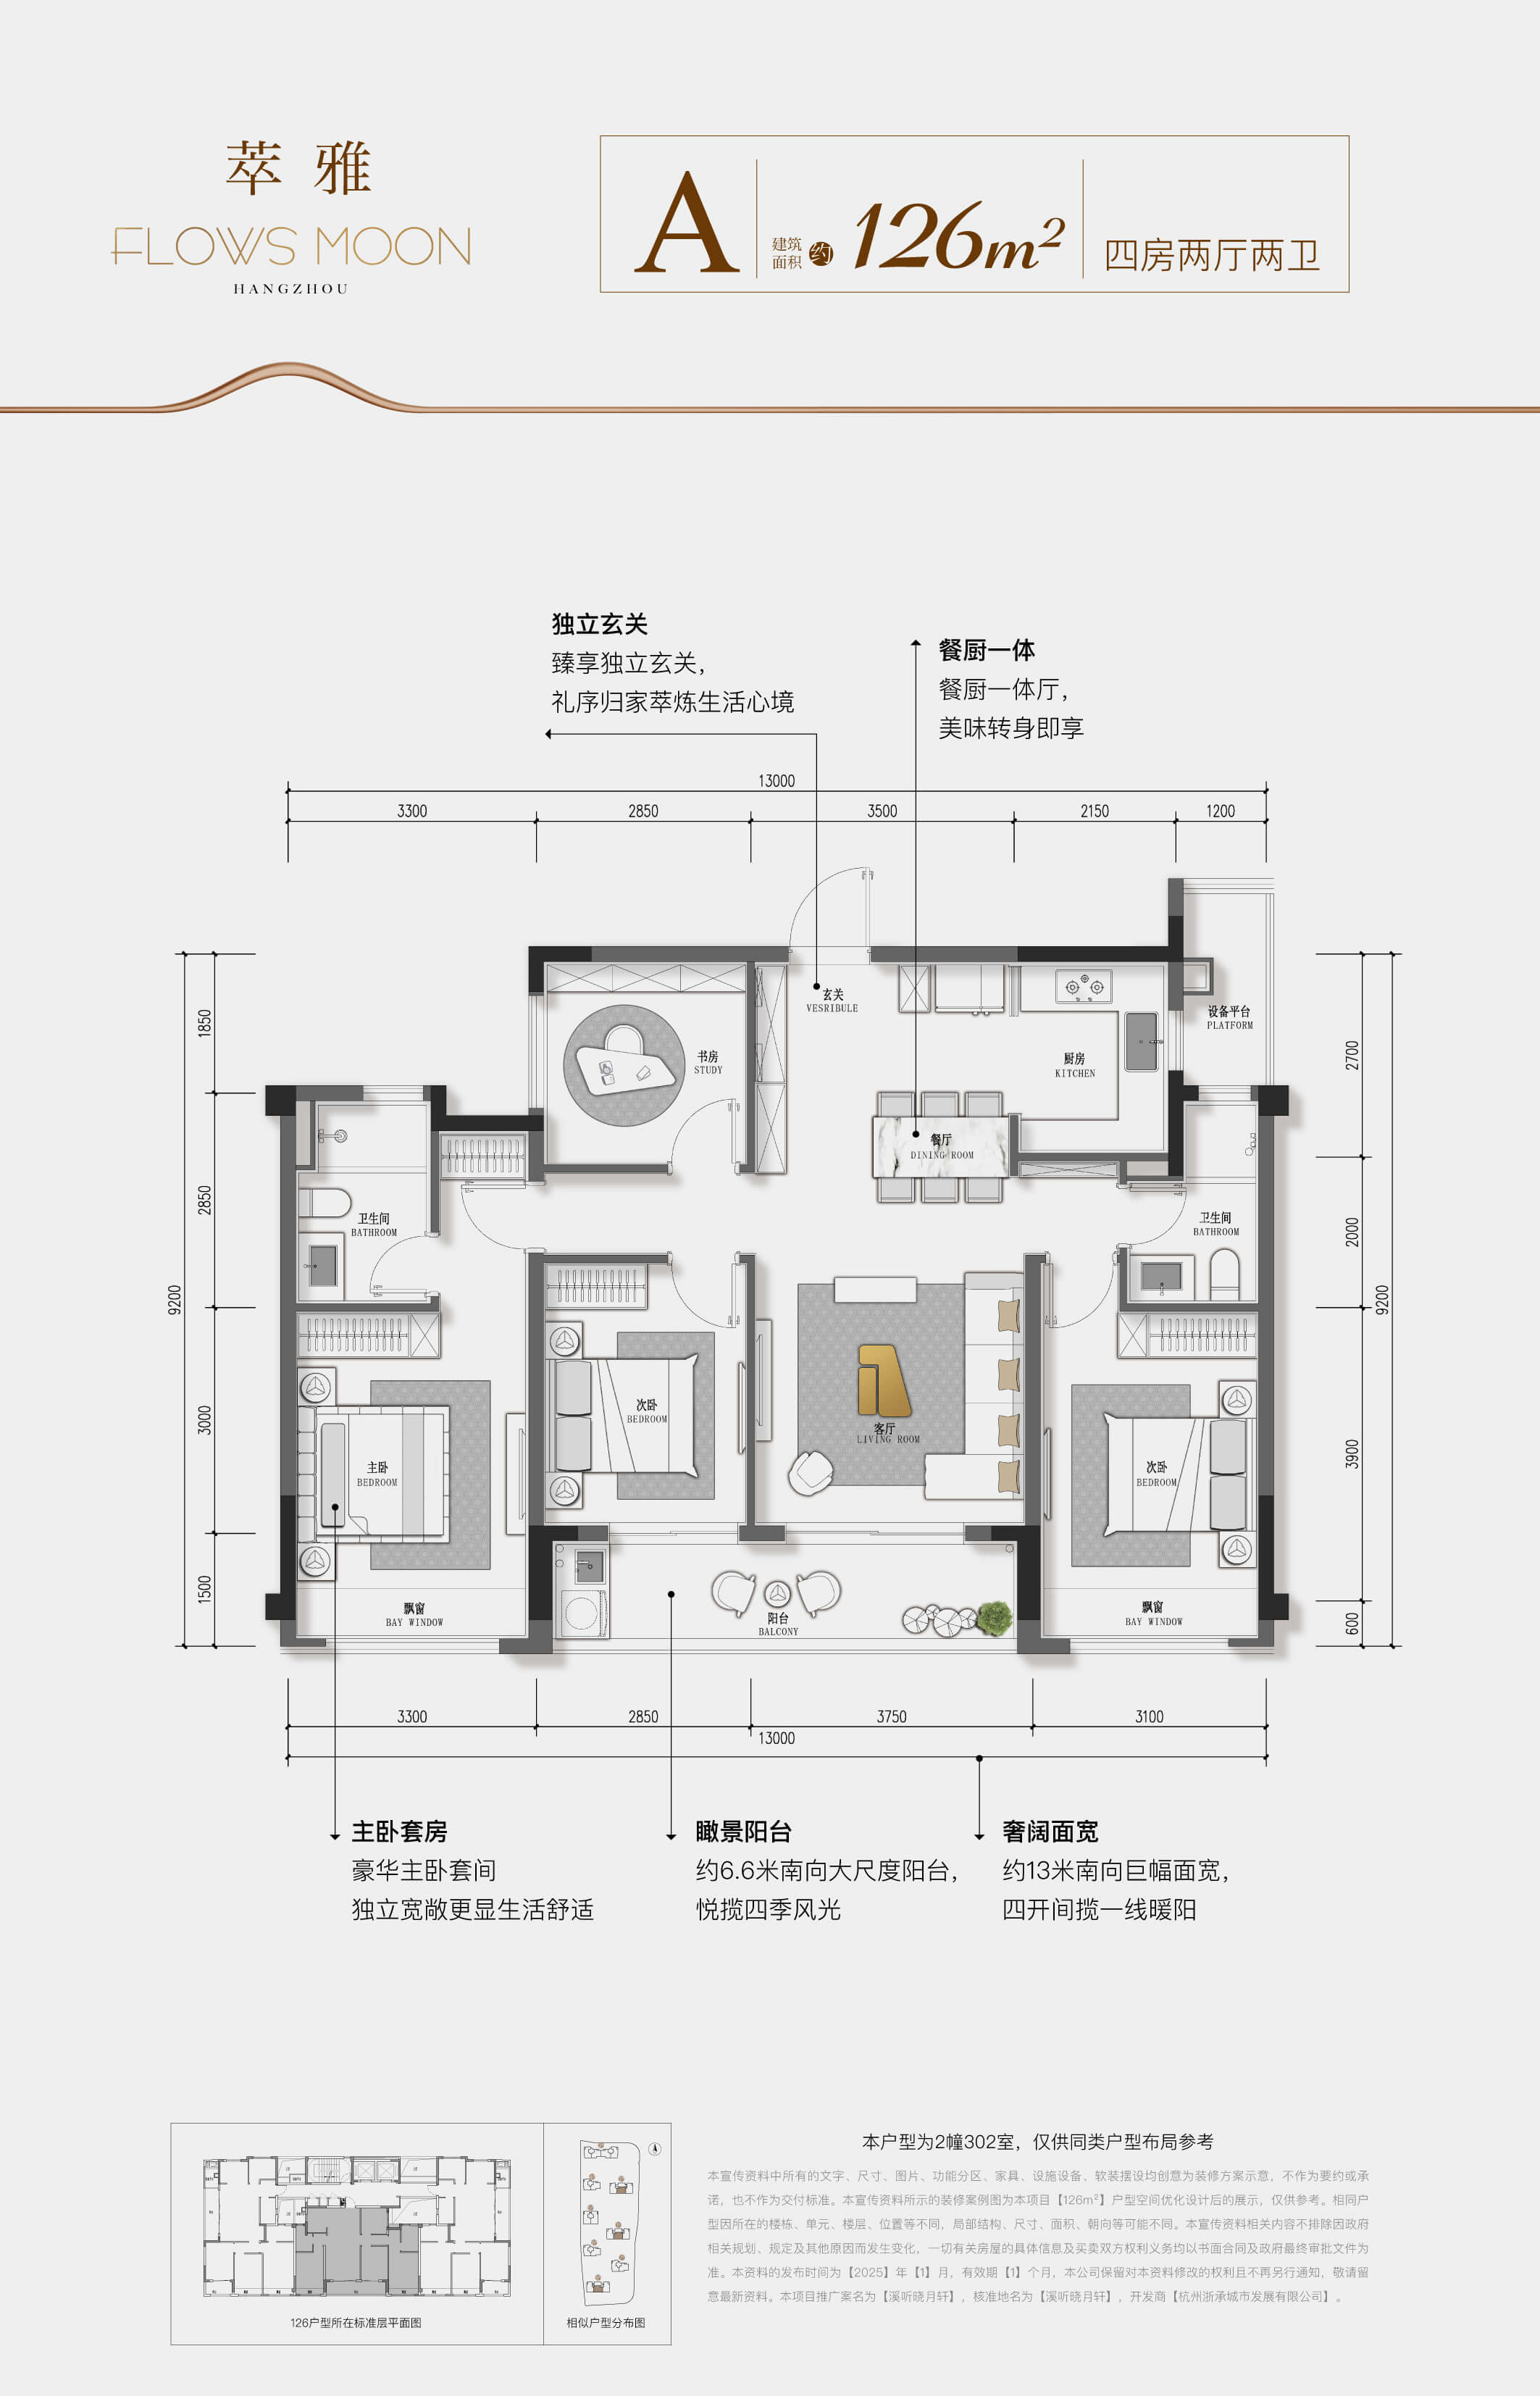 萃雅
FLOWS MOON
HANGZHOU
A
建筑
面积
约
126m²
四房两厅两卫
独立玄关
臻享独立玄关，
礼序归家萃炼生活心境
餐厨一体
餐厨一体厅，
美味转身即享
13000
3300 2850 3500 2150 1200
9200
1850
2850
3000
1500
2700
2000
3900
600
9200
玄关
VESRIBULE
设备平台
PLATFORM
书房
STUDY
厨房
KITCHEN
餐厅
DINING ROOM
卫生间
BATHROOM
卫生间
BATHROOM
次卧
BEDROOM
客厅
LIVING ROOM
主卧
BEDROOM
次卧
BEDROOM
飘窗
BAY WINDOW
阳台
BALCONY
飘窗
BAY WINDOW
3300 2850 3750 3100
13000
主卧套房
豪华主卧套间
独立宽敞更显生活舒适
瞰景阳台
约6.6米南向大尺度阳台，
悦揽四季风光
奢阔面宽
约13米南向巨幅面宽，
四开间揽一线暖阳
126户型所在标准层平面图
相似户型分布图
本户型为2幢302室，仅供同类户型布局参考
本宣传资料中所有的文字、尺寸、图片、功能分区、家具、设施设备、软装摆设均创意为装修方案示意，不作为要约或承
诺，也不作为交付标准。本宣传资料所示的装修案例图为本项目【126m²】户型空间优化设计后的展示，仅供参考。相同户
型因所在的楼栋、单元、楼层、位置等不同，局部结构、尺寸、面积、朝向等可能不同。本宣传资料相关内容不排除因政府
相关规划、规定及其他原因而发生变化，一切有关房屋的具体信息及买卖双方权利义务均以书面合同及政府最终审批文件为
准。本资料的发布时间为【2025】年【1】月，有效期【1】个月，本公司保留对本资料修改的权利且不再另行通知，敬请留
意最新资料。本项目推广案名为【溪听晓月轩】，核准地名为【溪听晓月轩】，开发商【杭州浙承城市发展有限公司】。